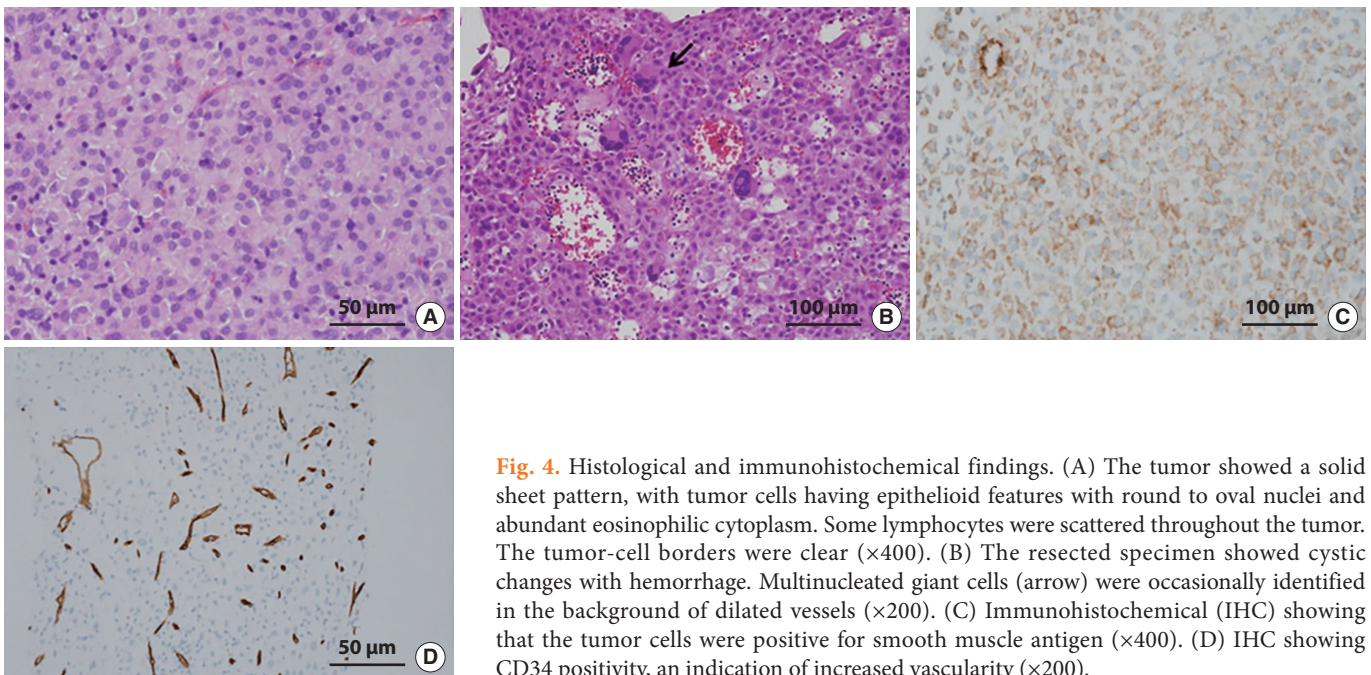 50 μm
A
100 μm
B
100 μm
C
50 μm
D
Fig. 4. Histological and immunohistochemical findings. (A) The tumor showed a solid
sheet pattern, with tumor cells having epithelioid features with round to oval nuclei and
abundant eosinophilic cytoplasm. Some lymphocytes were scattered throughout the tumor.
The tumor-cell borders were clear (×400). (B) The resected specimen showed cystic
changes with hemorrhage. Multinucleated giant cells (arrow) were occasionally identified
in the background of dilated vessels (×200). (C) Immunohistochemical (IHC) showing
that the tumor cells were positive for smooth muscle antigen (×400). (D) IHC showing
CD34 positivity, an indication of increased vascularity (×200).